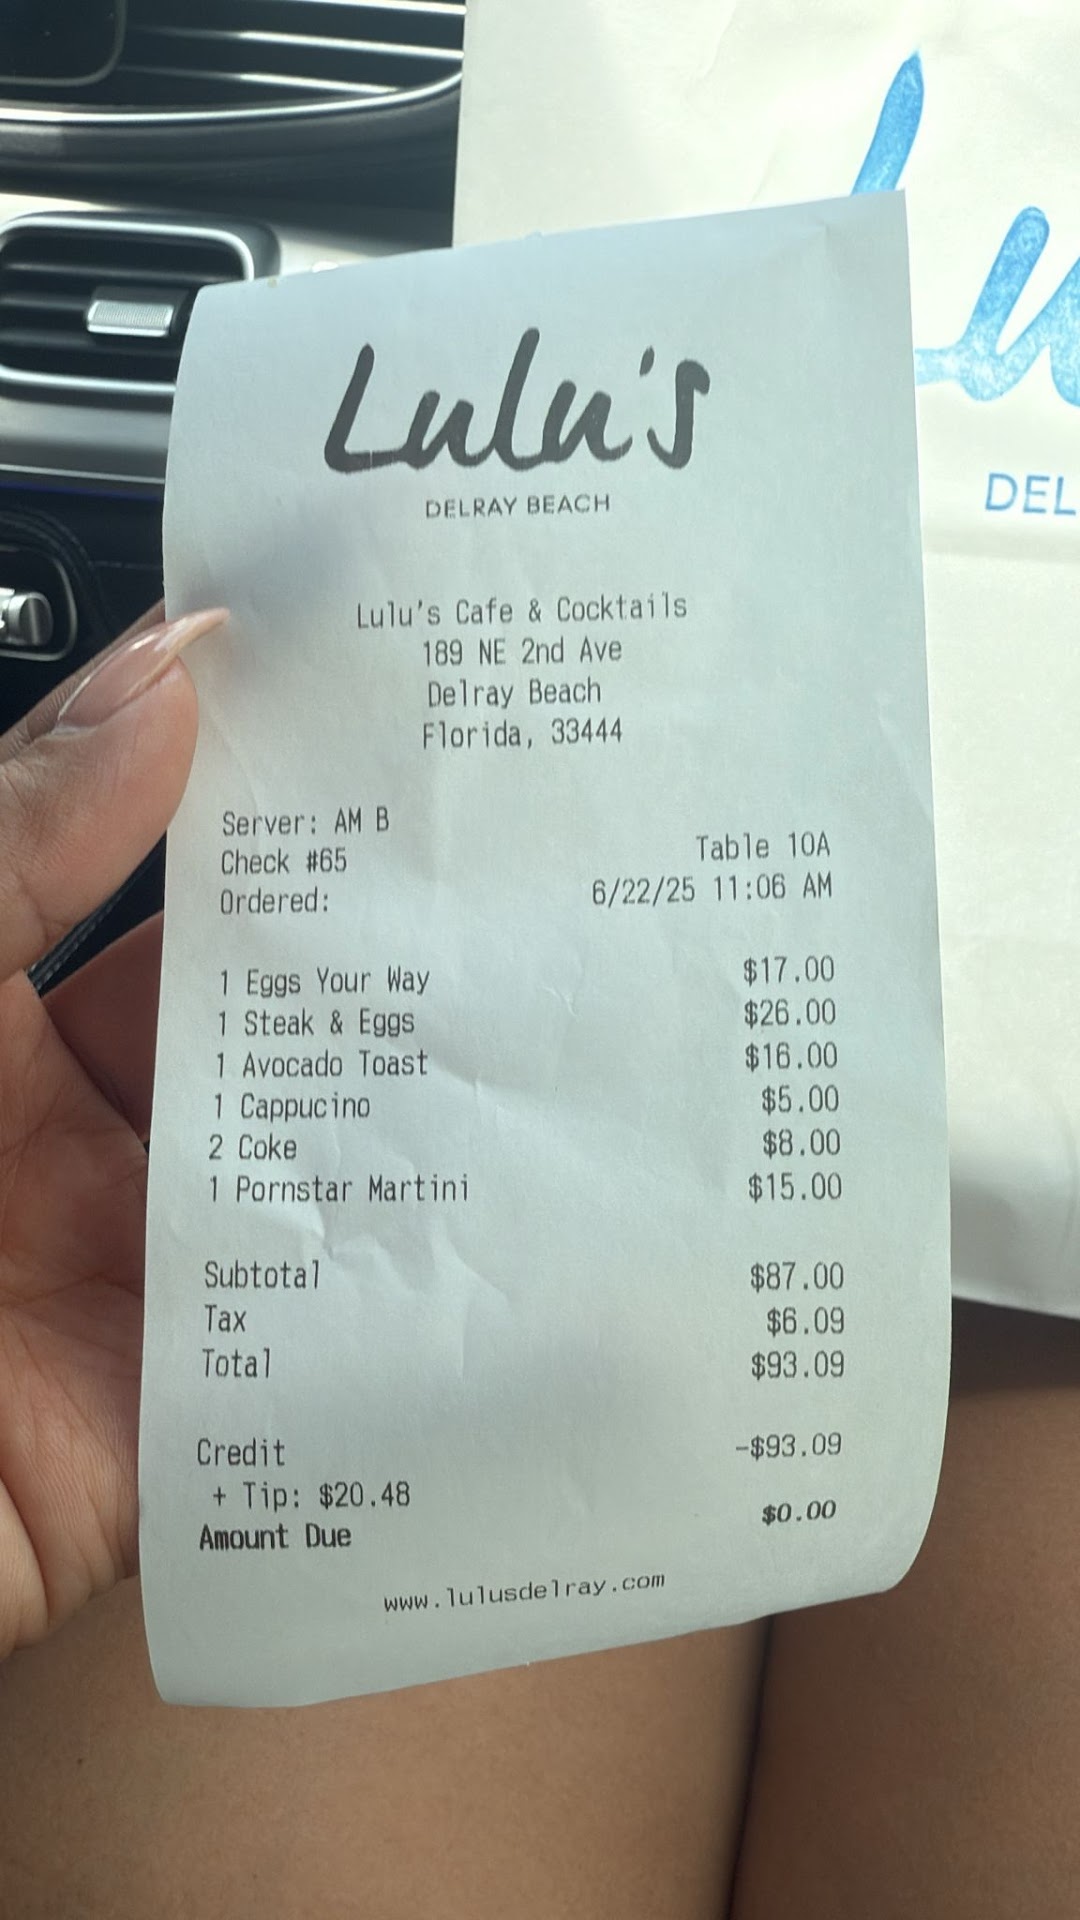 Lulu's
DELRAY BEACH
Lulu's Cafe & Cocktails
189 NE 2nd Ave
Delray Beach
Florida, 33444
Server: AM B
Check #65 Table 10A
Ordered: 6/22/25 11:06 AM
1 Eggs Your Way $17.00
1 Steak & Eggs $26.00
1 Avocado Toast $16.00
1 Cappucino $5.00
2 Coke $8.00
1 Pornstar Martini $15.00
Subtotal $87.00
Tax $6.09
Total $93.09
Credit -$93.09
+ Tip: $20.48
Amount Due $0.00
www.lulusdelray.com
DEL